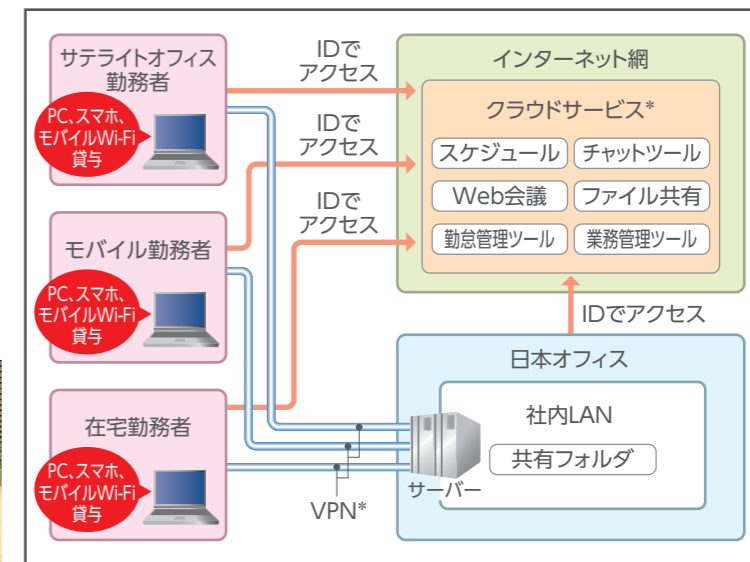 サテライトオフィス
勤務者
PC、スマホ、
モバイルWi-Fi
貸与
IDで
アクセス
モバイル勤務者
PC、スマホ、
モバイルWi-Fi
貸与
IDで
アクセス
在宅勤務者
PC、スマホ、
モバイルWi-Fi
貸与
IDで
アクセス
インターネット網
クラウドサービス*
スケジュール
チャットツール
Web会議
ファイル共有
勤怠管理ツール
業務管理ツール
IDでアクセス
日本オフィス
社内LAN
共有フォルダ
サーバー
VPN*